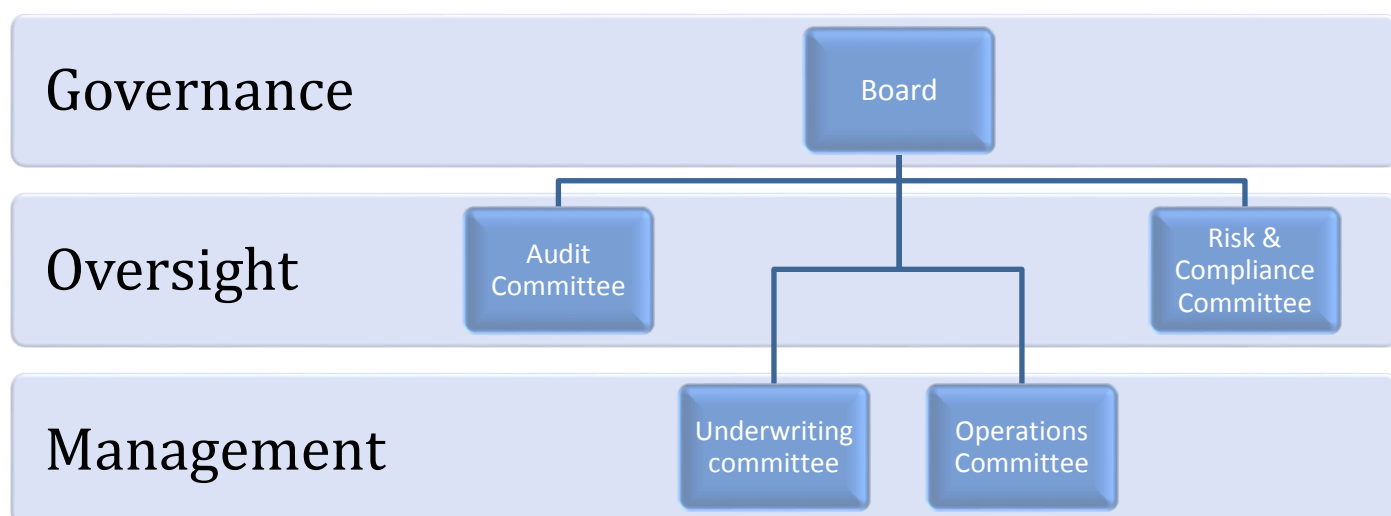 Governance
Board
Oversight
Audit
Committee
Risk &
Compliance
Committee
Management
Underwriting
committee
Operations
Committee